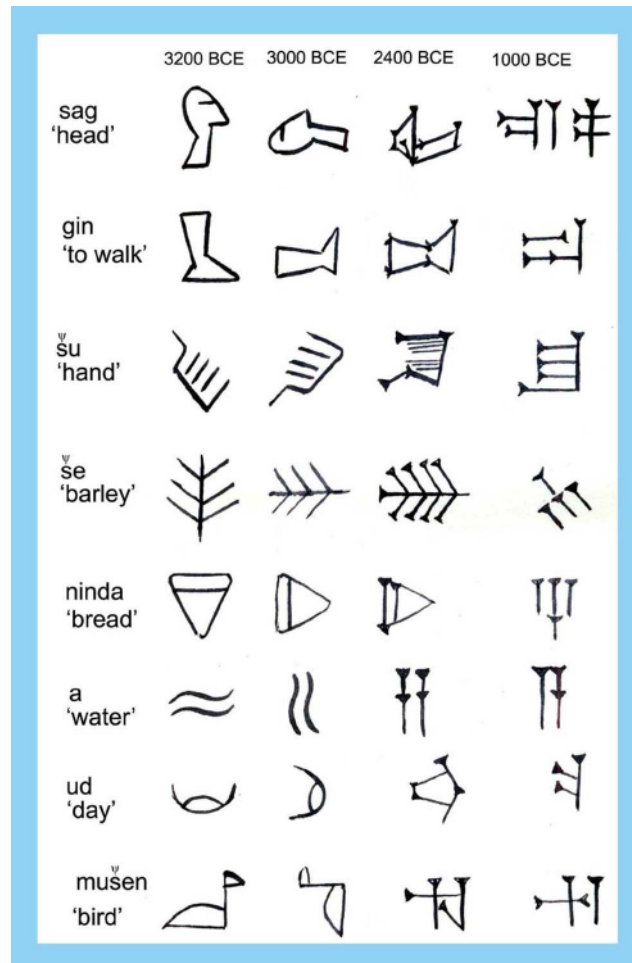 3200 BCE 3000 BCE 2400 BCE 1000 BCE
sag
‘head’
gin
‘to walk’
šu
‘hand’
še
‘barley’
ninda
‘bread’
a
‘water’
ud
‘day’
mušen
‘bird’